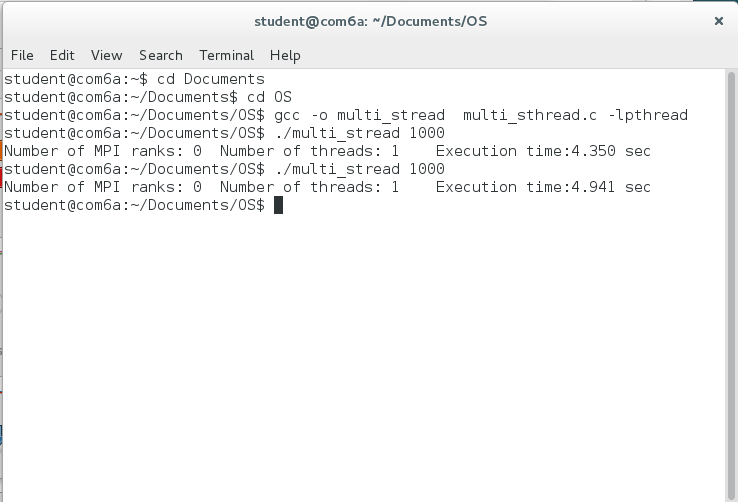 student@com6a: ~/Documents/OS
File Edit View Search Terminal Help
student@com6a:~$ cd Documents
student@com6a:~/Documents$ cd OS
student@com6a:~/Documents/OS$ gcc -o multi_stread  multi_sthread.c -lpthread
student@com6a:~/Documents/OS$ ./multi_stread 1000
Number of MPI ranks: 0  Number of threads: 1    Execution time:4.350 sec
student@com6a:~/Documents/OS$ ./multi_stread 1000
Number of MPI ranks: 0  Number of threads: 1    Execution time:4.941 sec
student@com6a:~/Documents/OS$